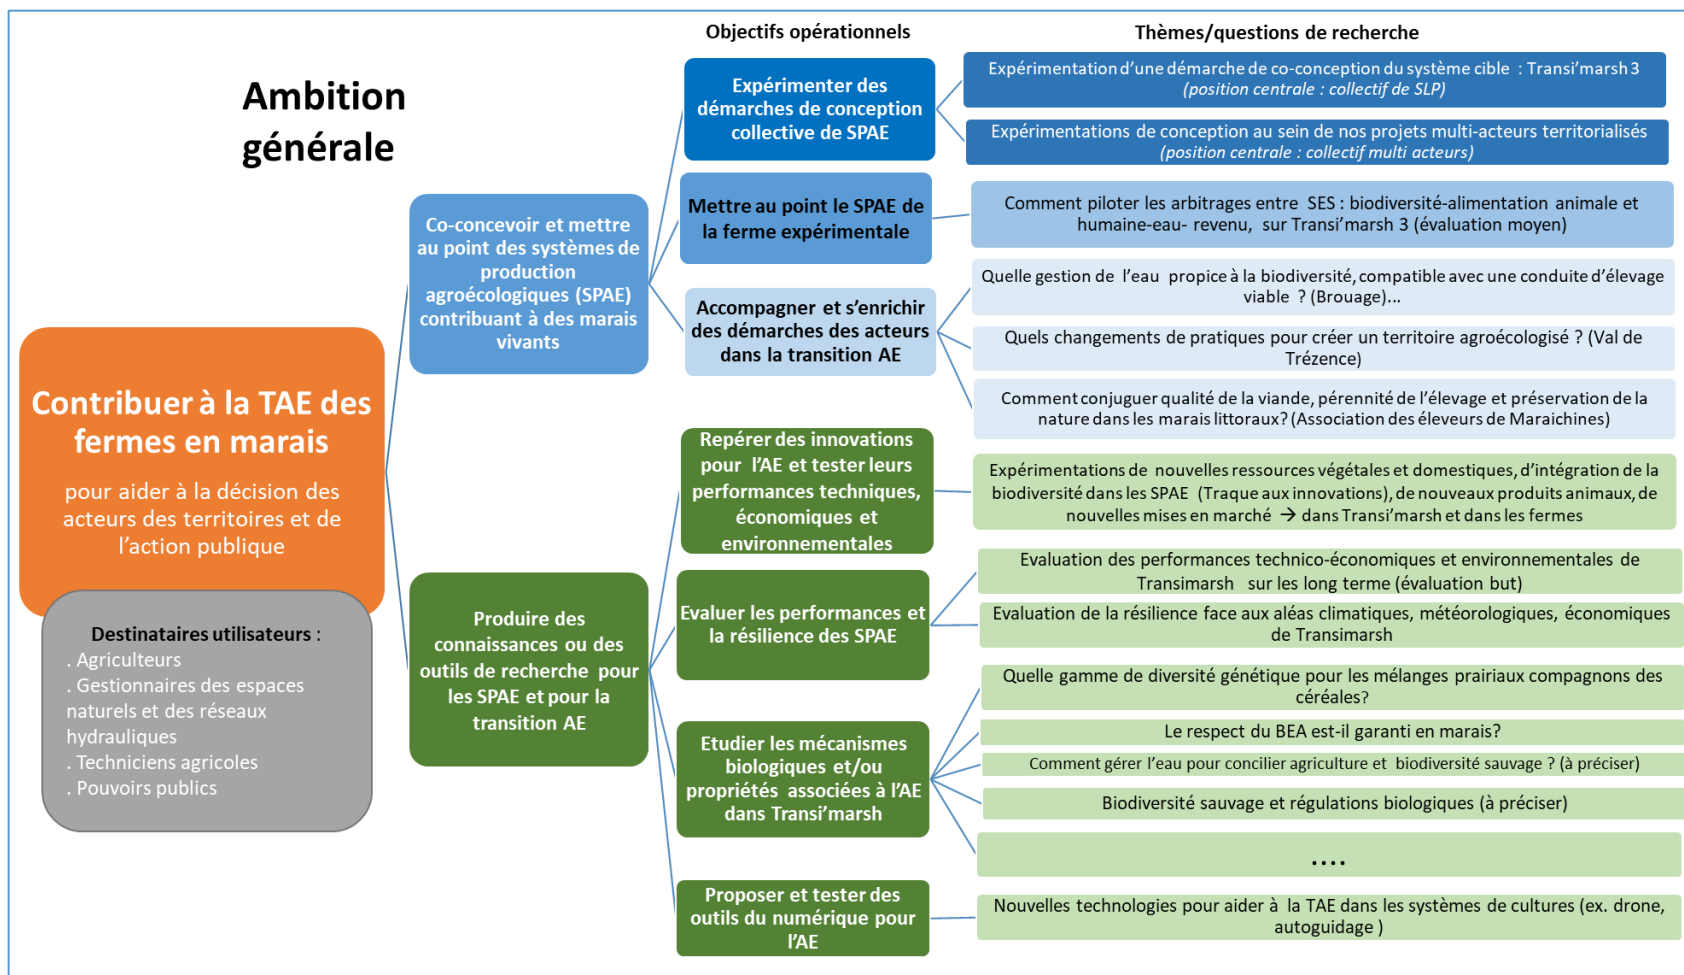 Ambition
générale
Objectifs opérationnels
Thèmes/questions de recherche
Contribuer à la TAE des
fermes en marais
pour aider à la décision des
acteurs des territoires et de
l’action publique
Destinataires utilisateurs :
. Agriculteurs
. Gestionnaires des espaces
naturels et des réseaux
hydrauliques
. Techniciens agricoles
. Pouvoirs publics
Co-concevoir et mettre
au point des systèmes de
production
agroécologiques (SPAE)
contribuant à des marais
vivants
Expérimenter des
démarches de conception
collective de SPAE
Expérimentation d’une démarche de co-conception du système cible : Transi’marsh 3
(position centrale : collectif de SLP)
Expérimentations de conception au sein de nos projets multi-acteurs territorialisés
(position centrale : collectif multi acteurs)
Mettre au point le SPAE de
la ferme expérimentale
Comment piloter les arbitrages entre SES : biodiversité-alimentation animale et
humaine-eau- revenu, sur Transi’marsh 3 (évaluation moyen)
Accompagner et s’enrichir
des démarches des acteurs
dans la transition AE
Quelle gestion de l’eau propice à la biodiversité, compatible avec une conduite d’élevage
viable ? (Brouage)...
Quels changements de pratiques pour créer un territoire agroécologisé ? (Val de
Trézence)
Comment conjuguer qualité de la viande, pérennité de l’élevage et préservation de la
nature dans les marais littoraux? (Association des éleveurs de Maraichines)
Produire des
connaissances ou des
outils de recherche pour
les SPAE et pour la
transition AE
Repérer des innovations
pour l’AE et tester leurs
performances techniques,
économiques et
environnementales
Expérimentations de nouvelles ressources végétales et domestiques, d’intégration de la
biodiversité dans les SPAE (Traque aux innovations), de nouveaux produits animaux, de
nouvelles mises en marché → dans Transi’marsh et dans les fermes
Evaluer les performances et
la résilience des SPAE
Evaluation des performances technico-économiques et environnementales de
Transimarsh sur les long terme (évaluation but)
Evaluation de la résilience face aux aléas climatiques, météorologiques, économiques
de Transimarsh
Etudier les mécanismes
biologiques et/ou
propriétés associées à l’AE
dans Transi’marsh
Quelle gamme de diversité génétique pour les mélanges prairiaux compagnons des
céréales?
Le respect du BEA est-il garanti en marais?
Comment gérer l’eau pour concilier agriculture et biodiversité sauvage ? (à préciser)
Biodiversité sauvage et régulations biologiques (à préciser)
....
Proposer et tester des
outils du numérique pour
l’AE
Nouvelles technologies pour aider à la TAE dans les systèmes de cultures (ex. drone,
autoguidage )